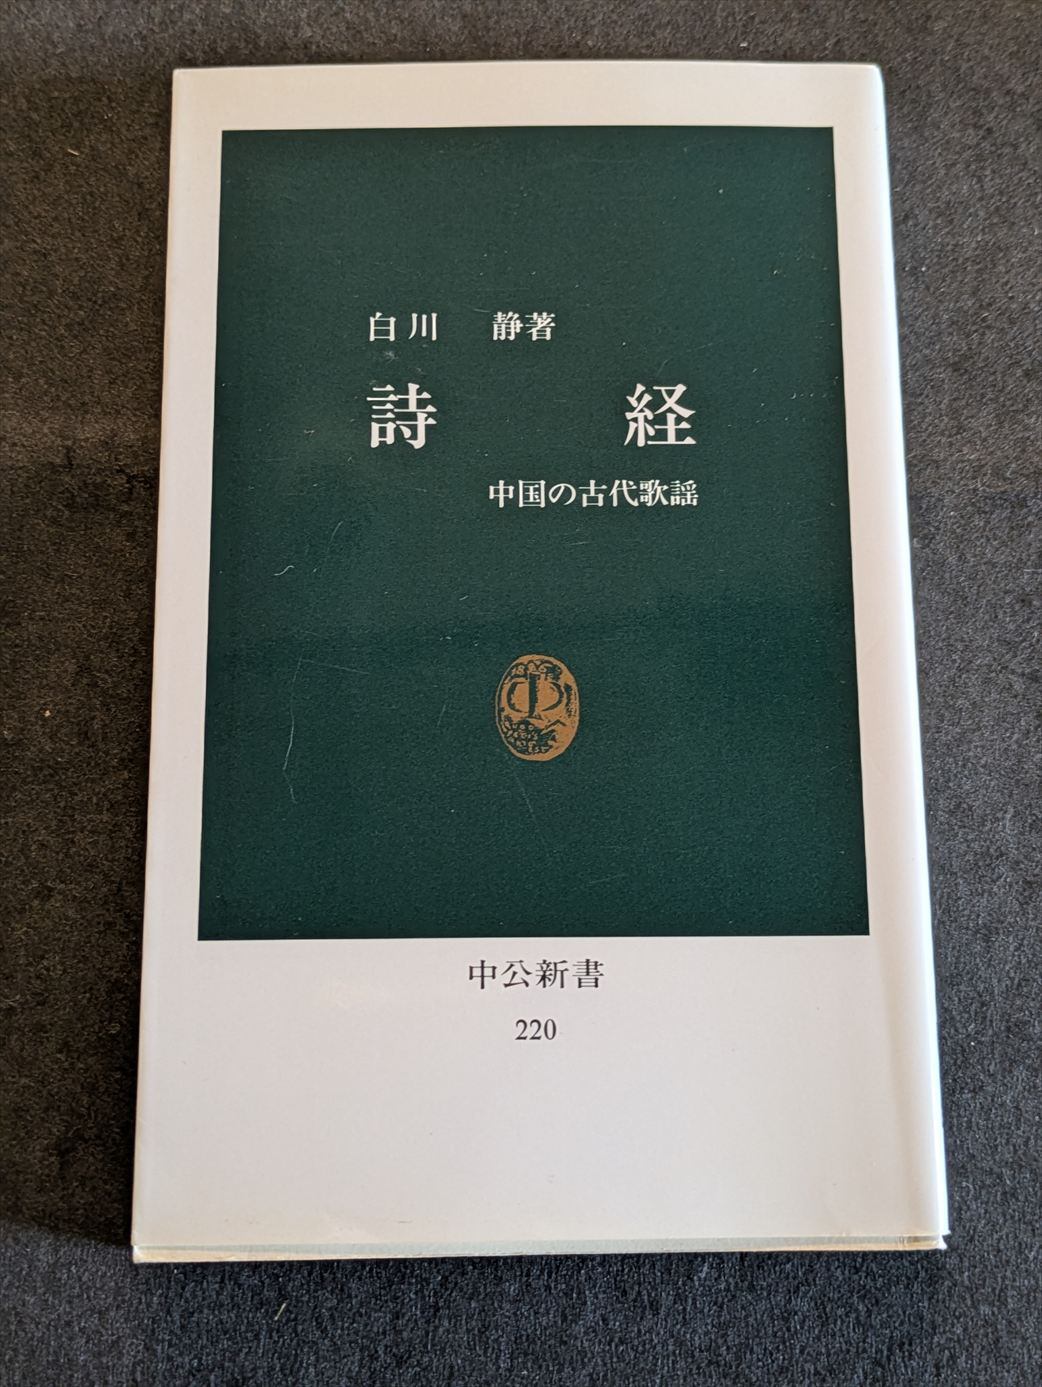 白川 静著
詩 経
中国の古代歌謡
中公新書
220